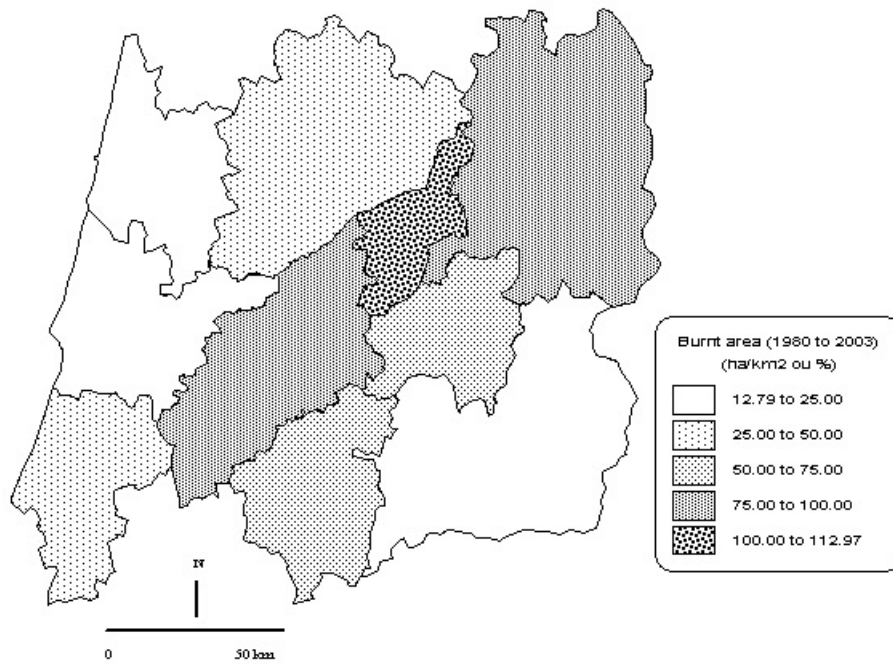 Burnt area (1980 to 2003)
(ha/km2 ou %)
12.79 to 25.00
25.00 to 50.00
50.00 to 75.00
75.00 to 100.00
100.00 to 112.97
N
0 50 km